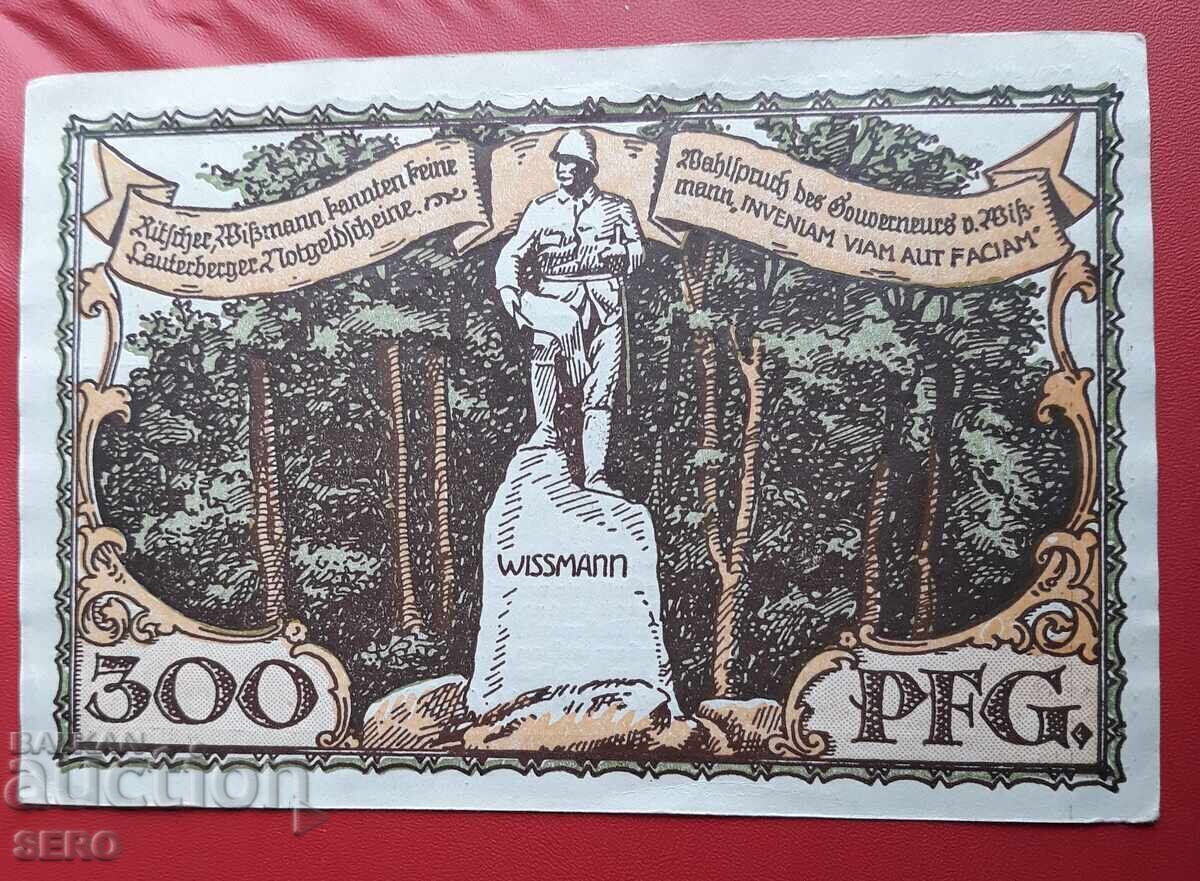 Ritscher, Wißmann kannten keine
Lauterberger Notgeldscheine.
Wahlspruch des Gouverneurs v. Wiß-
mann „INVENIAM VIAM AUT FACIAM"
WISSMANN
300
PFG.
BALKAN
auction
SERO